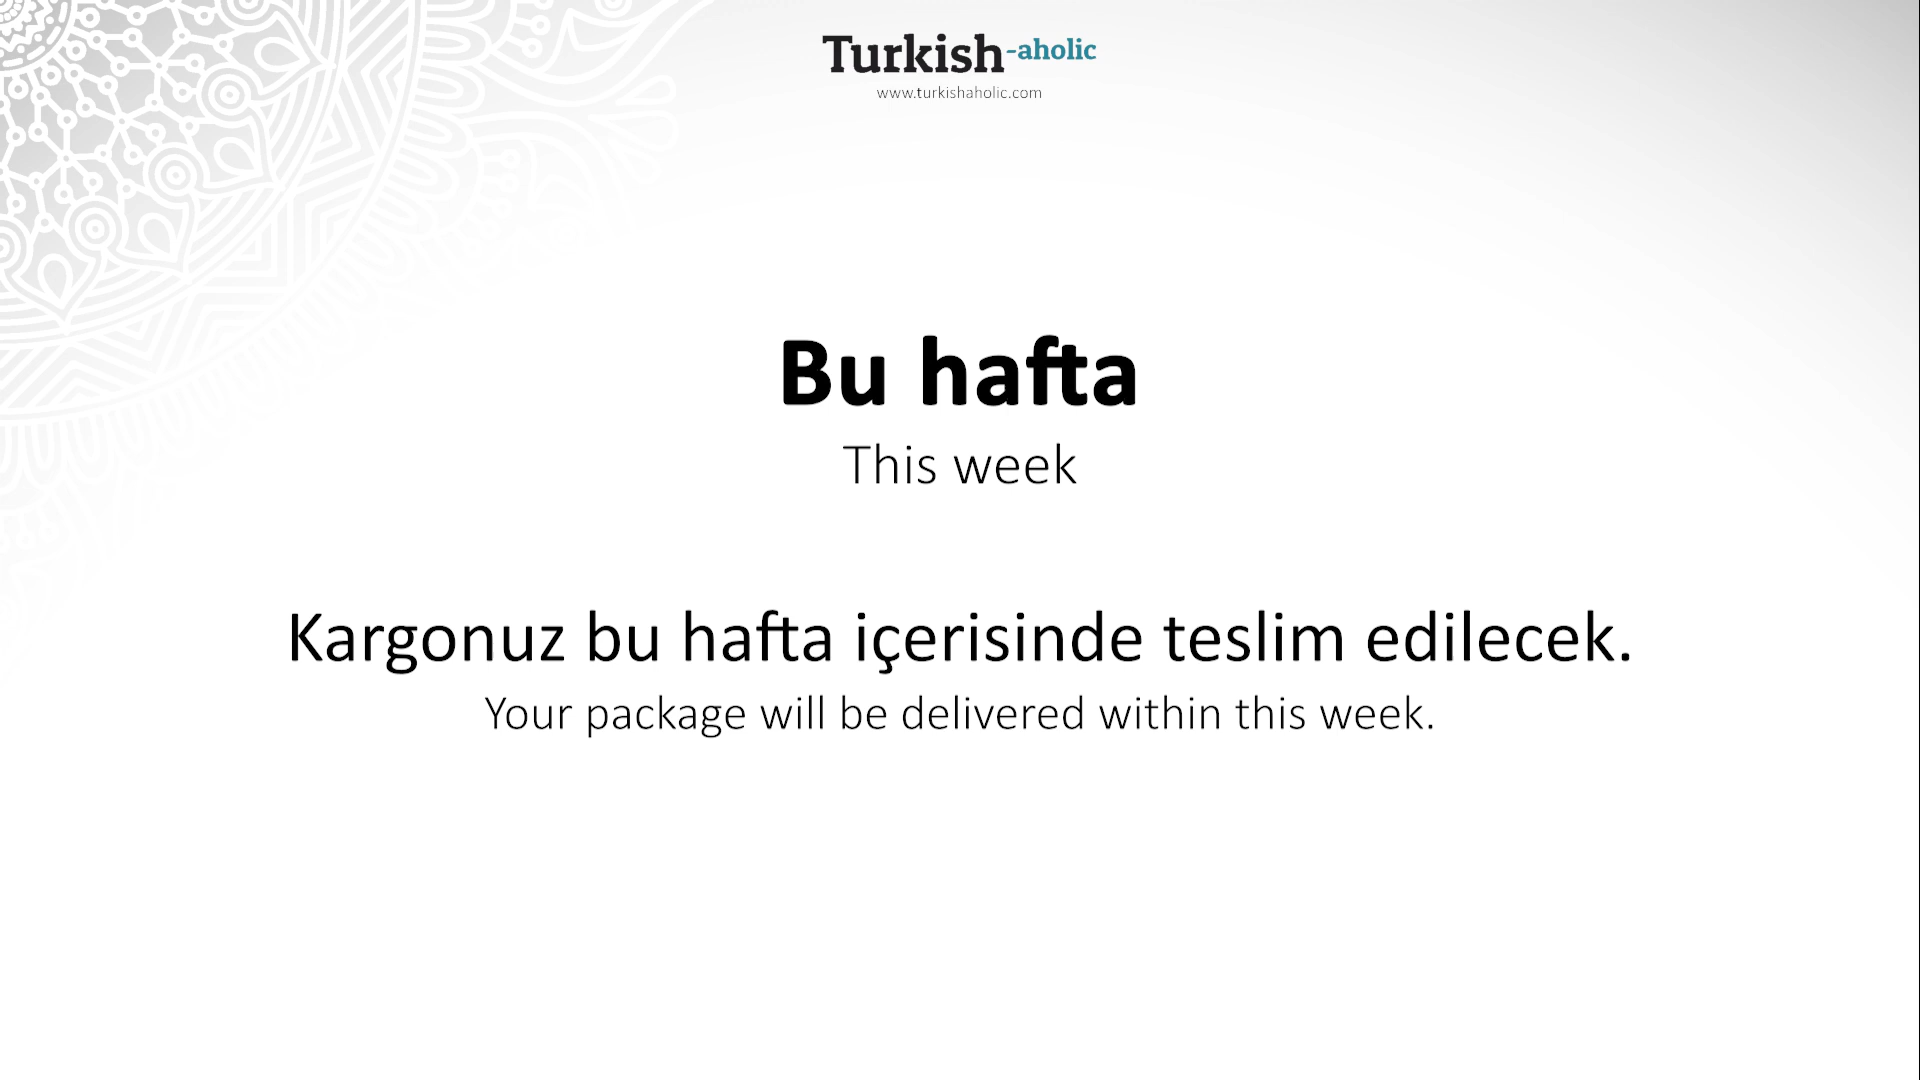 Turkish-aholic
www.turkishaholic.com
Bu hafta
This week
Kargonuz bu hafta içerisinde teslim edilecek.
Your package will be delivered within this week.